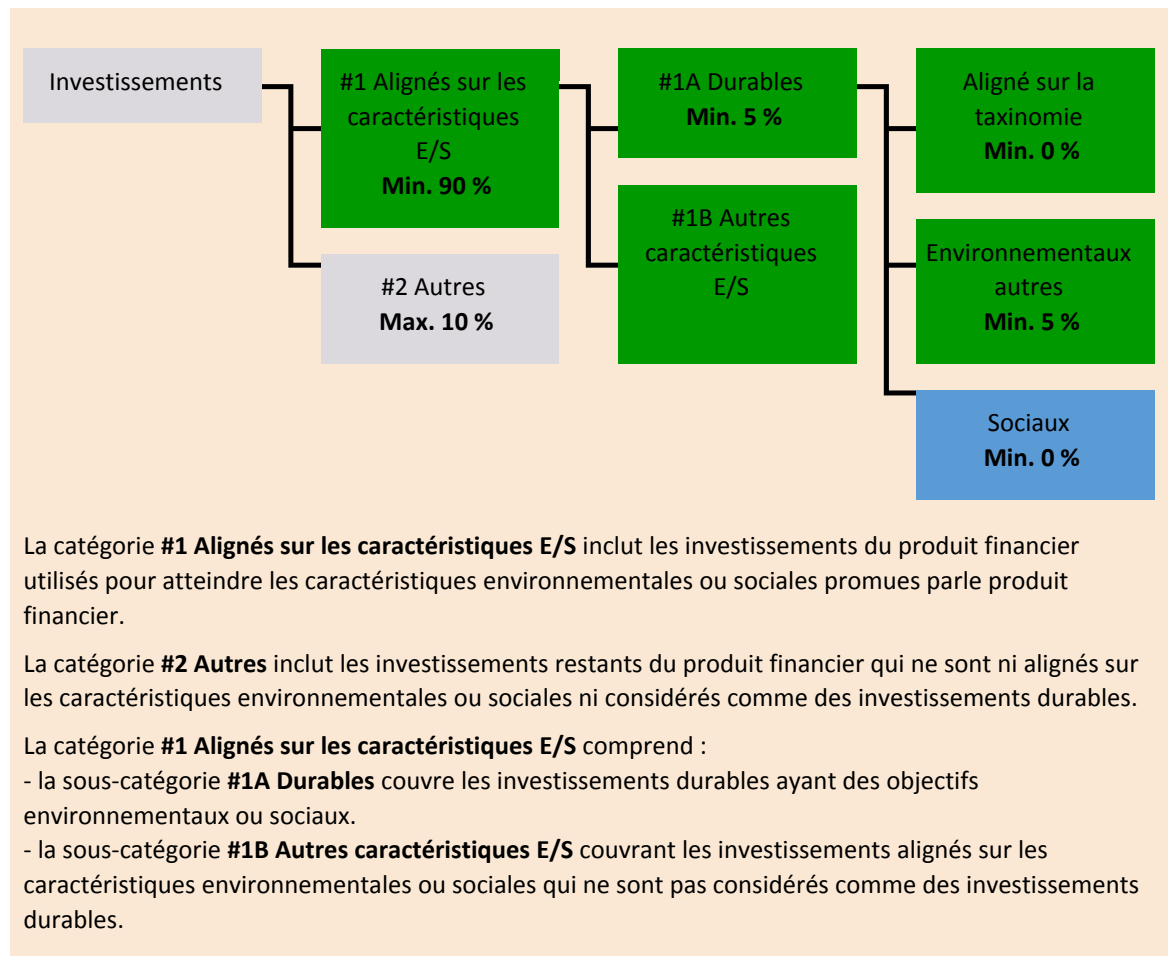 Investissements
#1 Alignés sur les
caractéristiques
E/S
Min. 90 %
#2 Autres
Max. 10 %
#1A Durables
Min. 5 %
#1B Autres
caractéristiques
E/S
Aligné sur la
taxinomie
Min. 0 %
Environnementaux
autres
Min. 5 %
Sociaux
Min. 0 %
La catégorie #1 Alignés sur les caractéristiques E/S inclut les investissements du produit financier
utilisés pour atteindre les caractéristiques environnementales ou sociales promues parle produit
financier.
La catégorie #2 Autres inclut les investissements restants du produit financier qui ne sont ni alignés sur
les caractéristiques environnementales ou sociales ni considérés comme des investissements durables.
La catégorie #1 Alignés sur les caractéristiques E/S comprend :
- la sous-catégorie #1A Durables couvre les investissements durables ayant des objectifs
environnementaux ou sociaux.
- la sous-catégorie #1B Autres caractéristiques E/S couvrant les investissements alignés sur les
caractéristiques environnementales ou sociales qui ne sont pas considérés comme des investissements
durables.